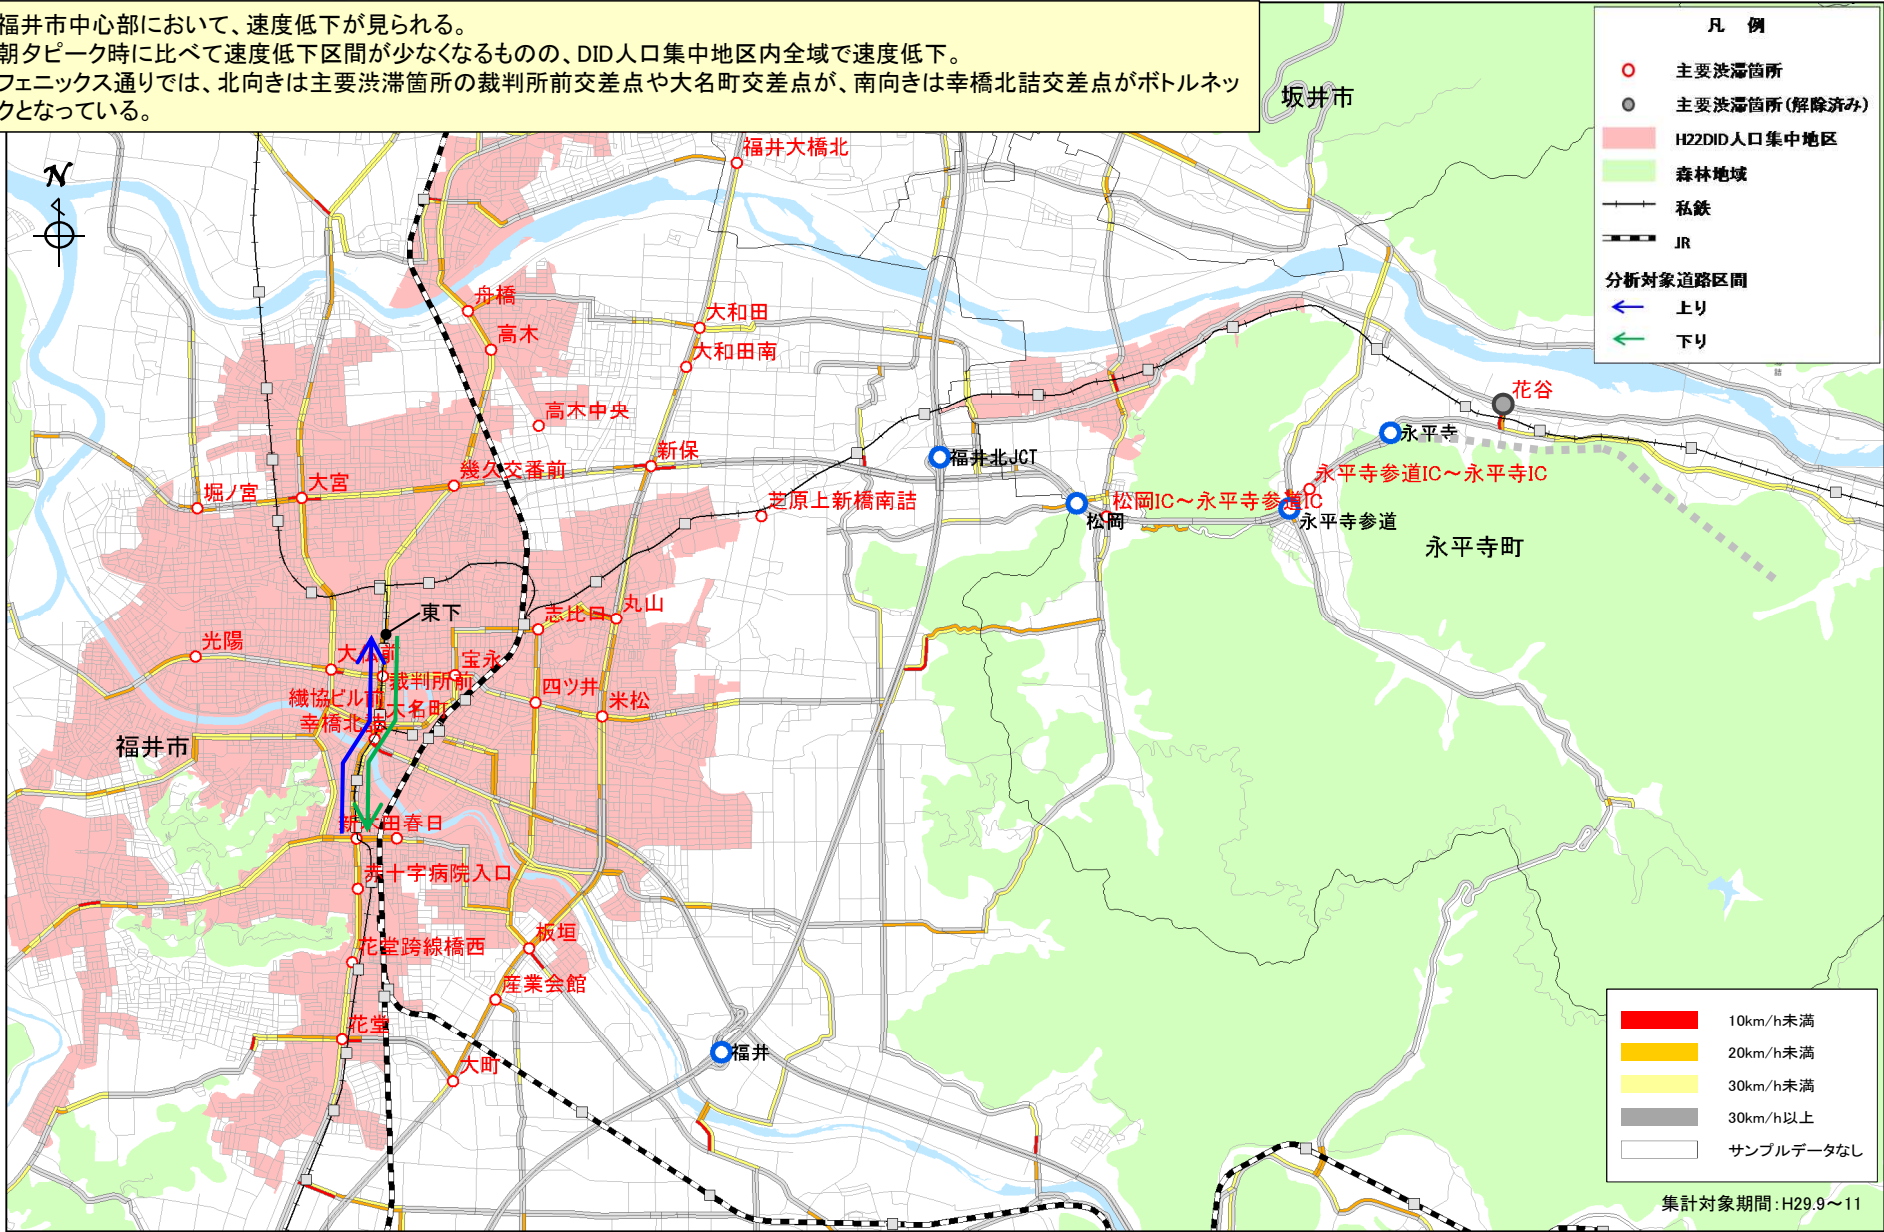 福井市中心部において、速度低下が見られる。
朝夕ピーク時に比べて速度低下区間が少なくなるものの、DID人口集中地区内全域で速度低下。
フェニックス通りでは、北向きは主要渋滞箇所の裁判所前交差点や大名町交差点が、南向きは幸橋北詰交差点がボトルネッ
クとなっている。
凡 例
主要渋滞箇所
主要渋滞箇所(解除済み)
H22DID人口集中地区
森林地域
私鉄
JR
分析対象道路区間
上り
下り
坂井市
N
福井大橋北
舟橋
高木
大和田
大和田南
高木中央
新保
幾久交番前
大宮
堀ノ宮
芝原上新橋南詰
福井北JCT
松岡
松岡IC～永平寺参道IC
永平寺参道IC～永平寺IC
永平寺参道
永平寺
花谷
永平寺町
東下
志比口
丸山
光陽
宝永
裁判所前
四ツ井
米松
繊協ビル前
大名町
幸橋北詰
福井市
春日
赤十字病院入口
花堂跨線橋西
板垣
産業会館
花堂
大町
福井
10km/h未満
20km/h未満
30km/h未満
30km/h以上
サンプルデータなし
集計対象期間：H29.9～11